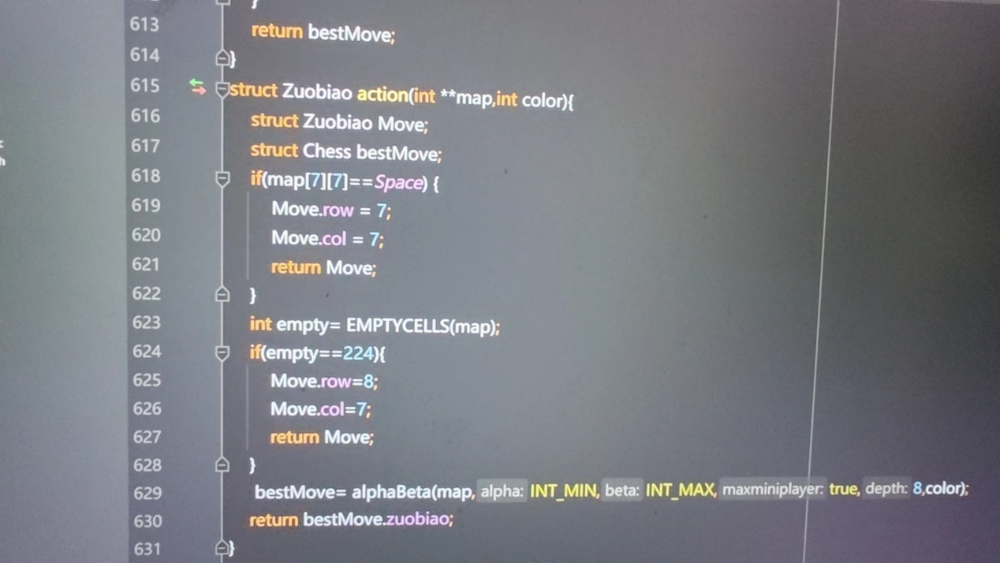 }
613 return bestMove;
614 }
615 struct Zuobiao action(int **map,int color){
616 struct Zuobiao Move;
617 struct Chess bestMove;
618 if(map[7][7]==Space) {
619 Move.row = 7;
620 Move.col = 7;
621 return Move;
622 }
623 int empty= EMPTYCELLS(map);
624 if(empty==224){
625 Move.row=8;
626 Move.col=7;
627 return Move;
628 }
629 bestMove= alphaBeta(map, alpha: INT_MIN, beta: INT_MAX, maxminiplayer: true, depth: 8,color);
630 return bestMove.zuobiao;
631 }